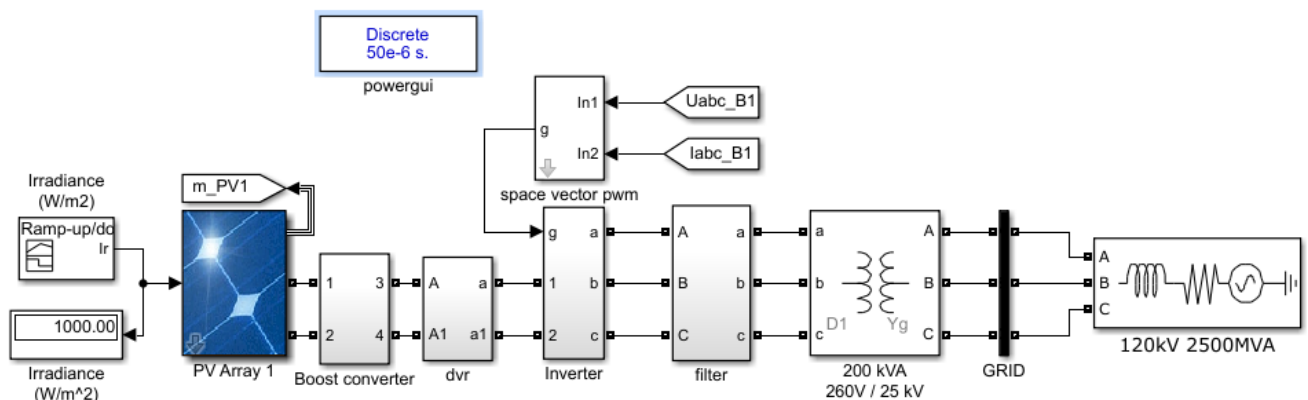 Discrete
50e-6 s.
powergui
In1
In2
g
space vector pwm
Uabc_B1
Iabc_B1
Irradiance
(W/m2)
Ramp-up/do
Ir
1000.00
Irradiance
(W/m^2)
m_PV1
PV Array 1
1
2
3
4
Boost converter
A
A1
a
a1
dvr
g
1
2
a
b
c
Inverter
A
B
C
a
b
c
filter
a
b
c
D1
Yg
A
B
C
200 kVA
260V / 25 kV
GRID
A
B
C
120kV 2500MVA